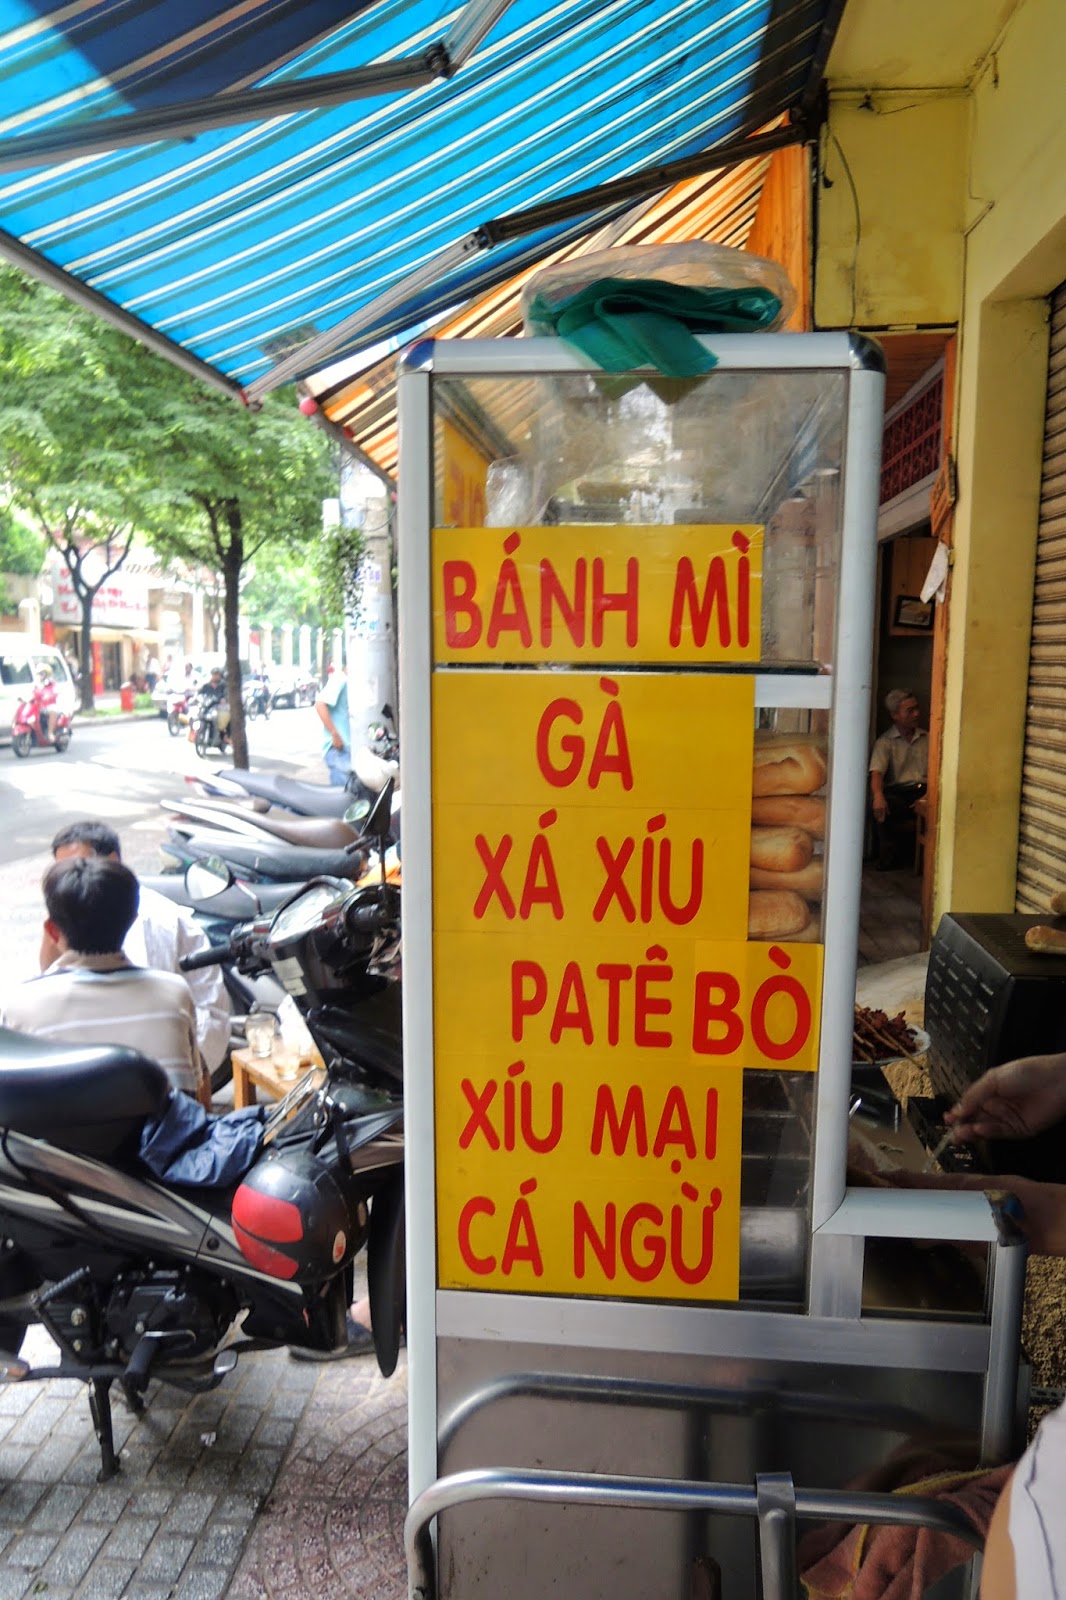 BÁNH MÌ
GÀ
XÁ XÍU
PATÊ BÒ
XÍU MẠI
CÁ NGỪ